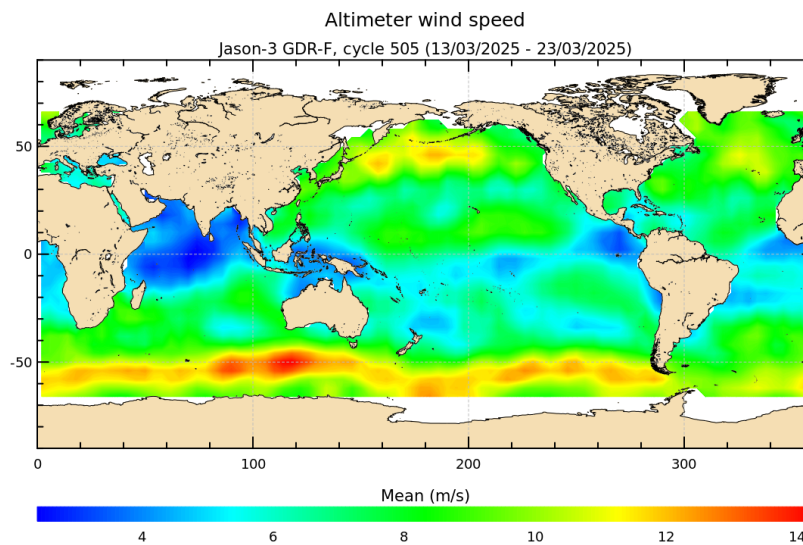 Altimeter wind speed
Jason-3 GDR-F, cycle 505 (13/03/2025 - 23/03/2025)
50
0
-50
0 100 200 300
Mean (m/s)
4 6 8 10 12 14